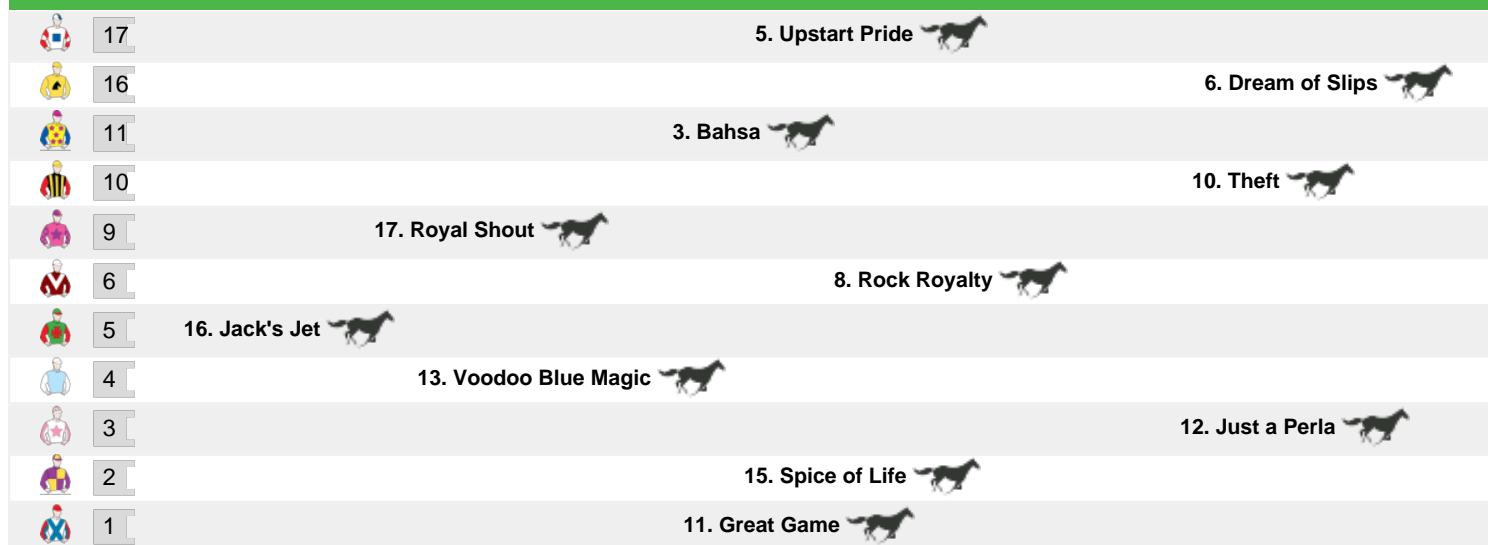 17 5. Upstart Pride
16 6. Dream of Slips
11 3. Bahsa
10 10. Theft
9 17. Royal Shout
6 8. Rock Royalty
5 16. Jack's Jet
4 13. Voodoo Blue Magic
3 12. Just a Perla
2 15. Spice of Life
1 11. Great Game